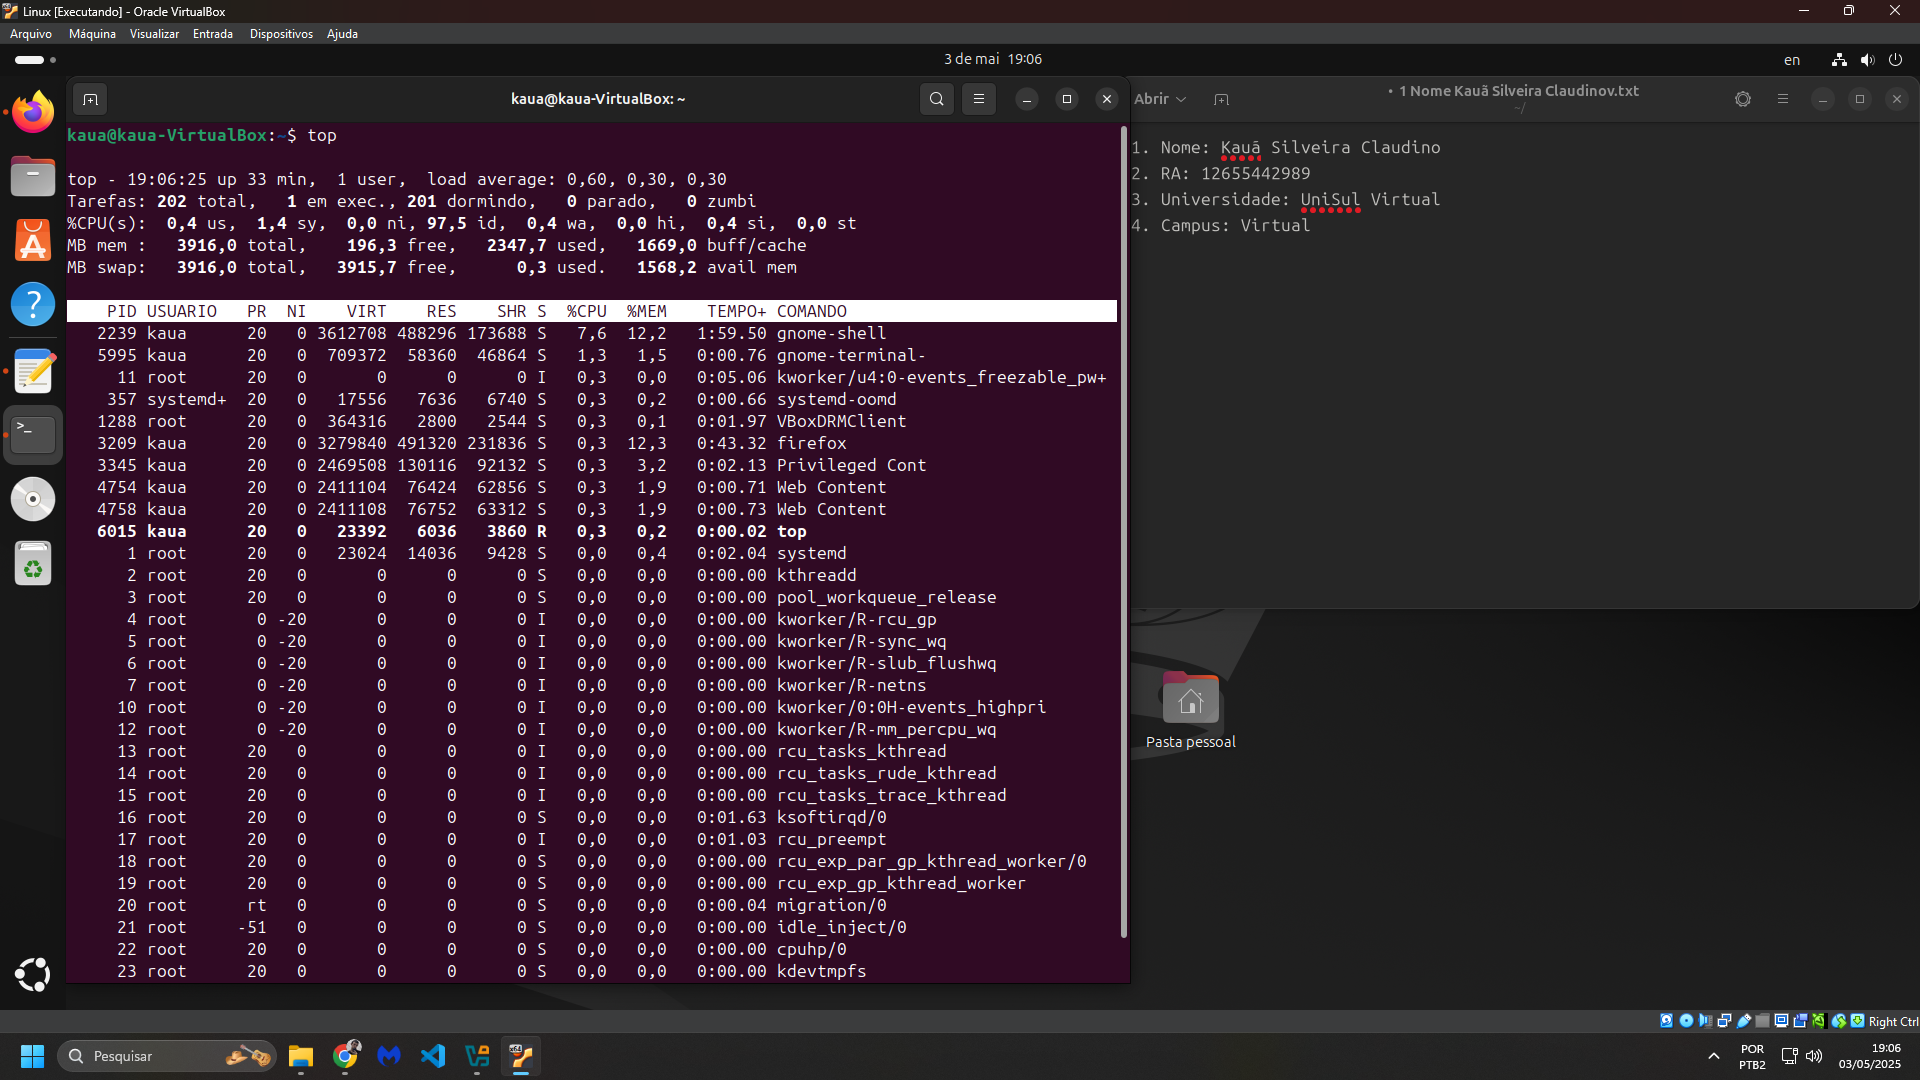 Linux [Executando] - Oracle VirtualBox
Arquivo Máquina Visualizar Entrada Dispositivos Ajuda
3 de mai 19:06
en
kaua@kaua-VirtualBox: ~
Abrir
• 1 Nome Kauã Silveira Claudinov.txt
~/
kaua@kaua-VirtualBox:~$ top
top - 19:06:25 up 33 min, 1 user, load average: 0,60, 0,30, 0,30
Tarefas: 202 total, 1 em exec., 201 dormindo, 0 parado, 0 zumbi
%CPU(s): 0,4 us, 1,4 sy, 0,0 ni, 97,5 id, 0,4 wa, 0,0 hi, 0,4 si, 0,0 st
MB mem : 3916,0 total, 196,3 free, 2347,7 used, 1669,0 buff/cache
MB swap: 3916,0 total, 3915,7 free, 0,3 used. 1568,2 avail mem
PID USUARIO PR NI VIRT RES SHR S %CPU %MEM TEMPO+ COMANDO
2239 kaua 20 0 3612708 488296 173688 S 7,6 12,2 1:59.50 gnome-shell
5995 kaua 20 0 709372 58360 46864 S 1,3 1,5 0:00.76 gnome-terminal-
11 root 20 0 0 0 0 I 0,3 0,0 0:05.06 kworker/u4:0-events_freezable_pw+
357 systemd+ 20 0 17556 7636 6740 S 0,3 0,2 0:00.66 systemd-oomd
1288 root 20 0 364316 2800 2544 S 0,3 0,1 0:01.97 VBoxDRMClient
3209 kaua 20 0 3279840 491320 231836 S 0,3 12,3 0:43.32 firefox
3345 kaua 20 0 2469508 130116 92132 S 0,3 3,2 0:02.13 Privileged Cont
4754 kaua 20 0 2411104 76424 62856 S 0,3 1,9 0:00.71 Web Content
4758 kaua 20 0 2411108 76752 63312 S 0,3 1,9 0:00.73 Web Content
6015 kaua 20 0 23392 6036 3860 R 0,3 0,2 0:00.02 top
1 root 20 0 23024 14036 9428 S 0,0 0,4 0:02.04 systemd
2 root 20 0 0 0 0 S 0,0 0,0 0:00.00 kthreadd
3 root 20 0 0 0 0 S 0,0 0,0 0:00.00 pool_workqueue_release
4 root 0 -20 0 0 0 I 0,0 0,0 0:00.00 kworker/R-rcu_gp
5 root 0 -20 0 0 0 I 0,0 0,0 0:00.00 kworker/R-sync_wq
6 root 0 -20 0 0 0 I 0,0 0,0 0:00.00 kworker/R-slub_flushwq
7 root 0 -20 0 0 0 I 0,0 0,0 0:00.00 kworker/R-netns
10 root 0 -20 0 0 0 I 0,0 0,0 0:00.00 kworker/0:0H-events_highpri
12 root 0 -20 0 0 0 I 0,0 0,0 0:00.00 kworker/R-mm_percpu_wq
13 root 20 0 0 0 0 I 0,0 0,0 0:00.00 rcu_tasks_kthread
14 root 20 0 0 0 0 I 0,0 0,0 0:00.00 rcu_tasks_rude_kthread
15 root 20 0 0 0 0 I 0,0 0,0 0:00.00 rcu_tasks_trace_kthread
16 root 20 0 0 0 0 S 0,0 0,0 0:01.63 ksoftirqd/0
17 root 20 0 0 0 0 I 0,0 0,0 0:01.03 rcu_preempt
18 root 20 0 0 0 0 S 0,0 0,0 0:00.00 rcu_exp_par_gp_kthread_worker/0
19 root 20 0 0 0 0 S 0,0 0,0 0:00.00 rcu_exp_gp_kthread_worker
20 root rt 0 0 0 0 S 0,0 0,0 0:00.04 migration/0
21 root -51 0 0 0 0 S 0,0 0,0 0:00.00 idle_inject/0
22 root 20 0 0 0 0 S 0,0 0,0 0:00.00 cpuhp/0
23 root 20 0 0 0 0 S 0,0 0,0 0:00.00 kdevtmpfs
1. Nome: Kauã Silveira Claudino
2. RA: 12655442989
3. Universidade: UniSul Virtual
4. Campus: Virtual
Pasta pessoal
Right Ctrl
Pesquisar
POR
PTB2
19:06
03/05/2025